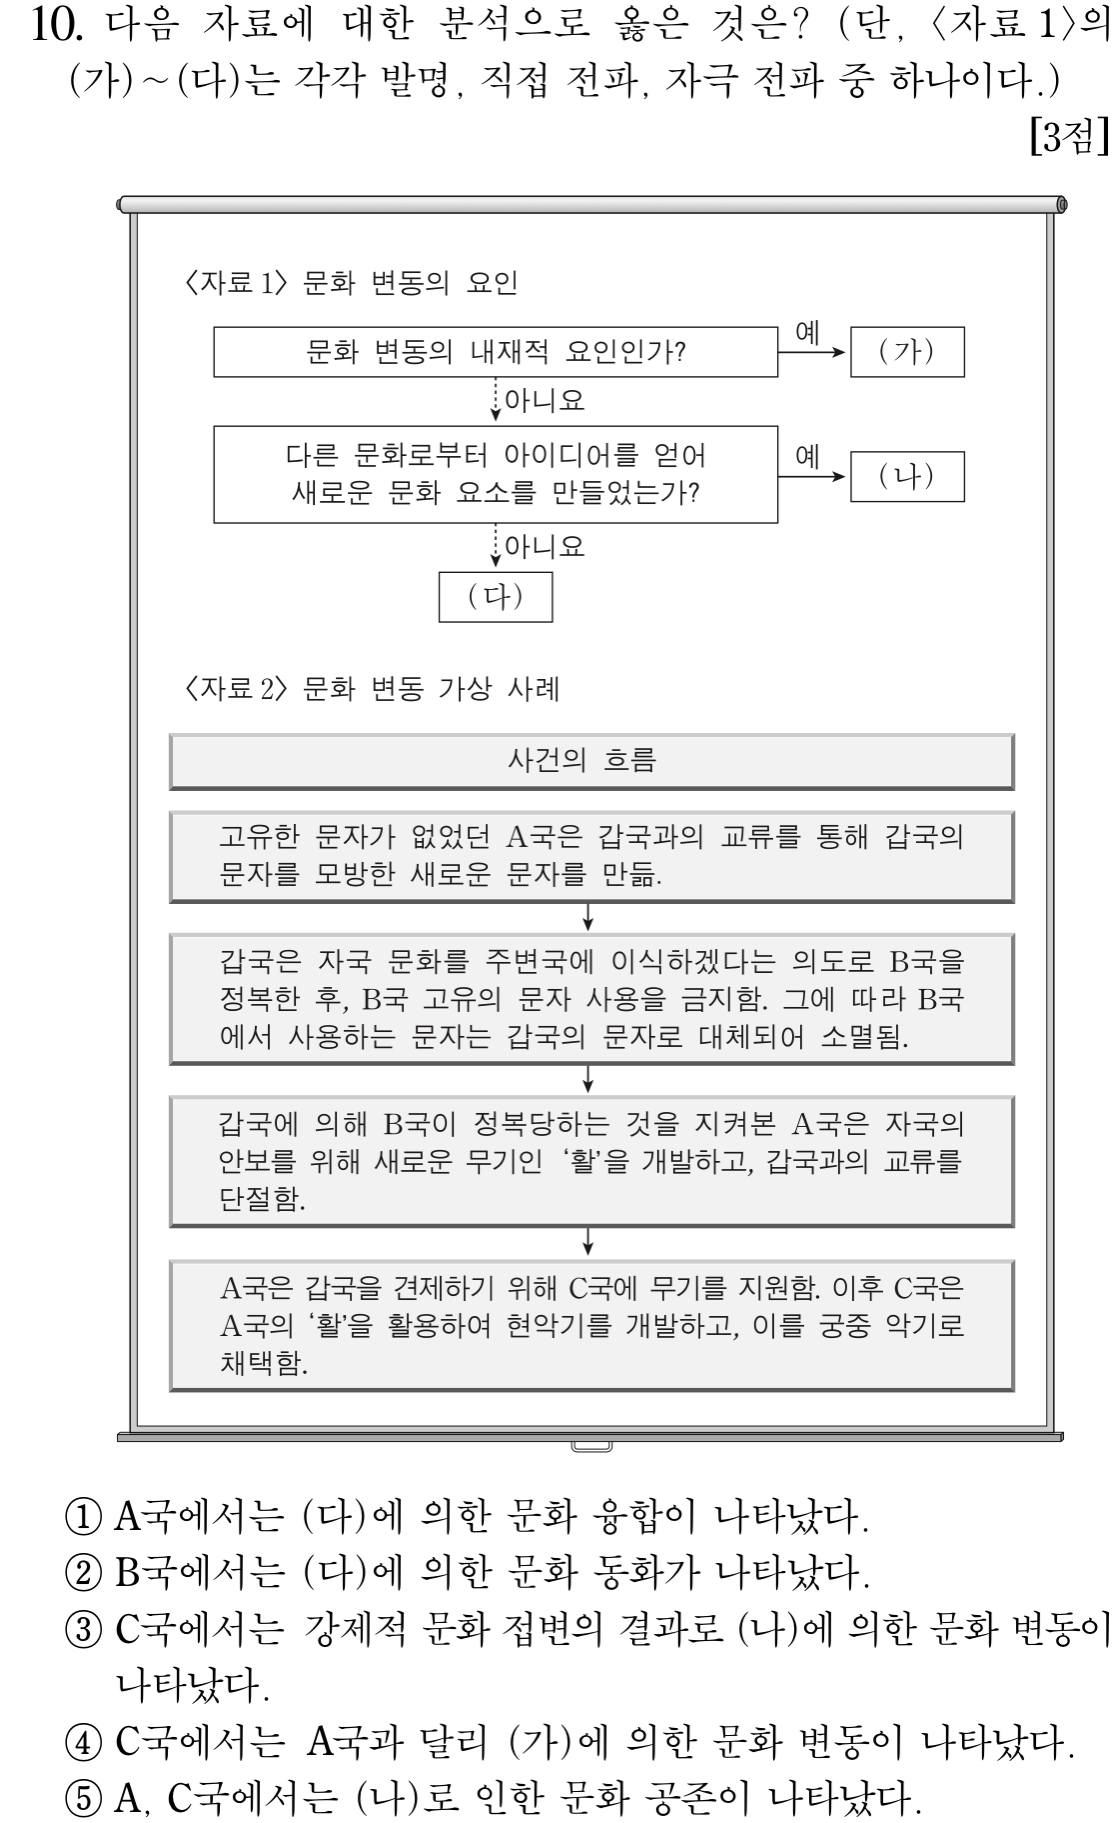 10. 다음 자료에 대한 분석으로 옳은 것은? (단, 〈자료 1〉의
(가)~(다)는 각각 발명, 직접 전파, 자극 전파 중 하나이다.)
[3점]
〈자료 1〉 문화 변동의 요인
문화 변동의 내재적 요인인가?
예
(가)
아니요
다른 문화로부터 아이디어를 얻어
새로운 문화 요소를 만들었는가?
예
(나)
아니요
(다)
〈자료 2〉 문화 변동 가상 사례
사건의 흐름
고유한 문자가 없었던 A국은 갑국과의 교류를 통해 갑국의
문자를 모방한 새로운 문자를 만듦.
갑국은 자국 문화를 주변국에 이식하겠다는 의도로 B국을
정복한 후, B국 고유의 문자 사용을 금지함. 그에 따라 B국
에서 사용하는 문자는 갑국의 문자로 대체되어 소멸됨.
갑국에 의해 B국이 정복당하는 것을 지켜본 A국은 자국의
안보를 위해 새로운 무기인 ‘활’을 개발하고, 갑국과의 교류를
단절함.
A국은 갑국을 견제하기 위해 C국에 무기를 지원함. 이후 C국은
A국의 ‘활’을 활용하여 현악기를 개발하고, 이를 궁중 악기로
채택함.
① A국에서는 (다)에 의한 문화 융합이 나타났다.
② B국에서는 (다)에 의한 문화 동화가 나타났다.
③ C국에서는 강제적 문화 접변의 결과로 (나)에 의한 문화 변동이
나타났다.
④ C국에서는 A국과 달리 (가)에 의한 문화 변동이 나타났다.
⑤ A, C국에서는 (나)로 인한 문화 공존이 나타났다.